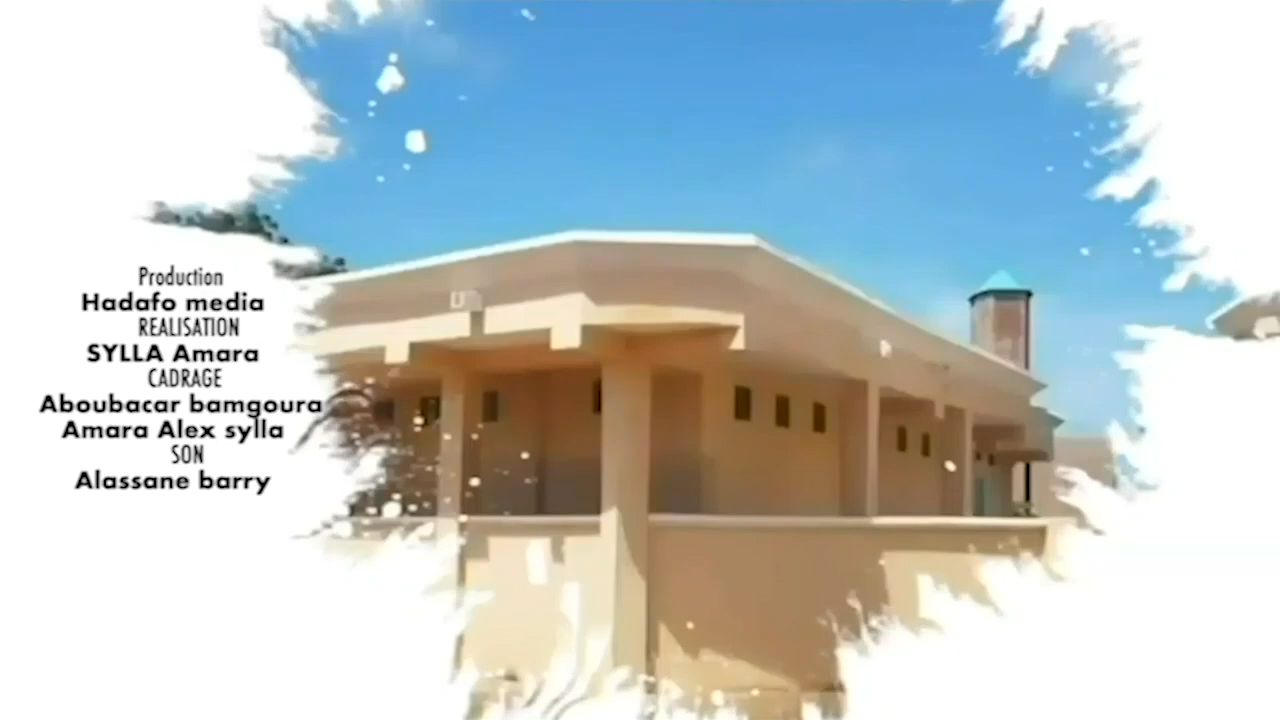 Production
Hadafo media
REALISATION
SYLLA Amara
CADRAGE
Aboubacar bamgoura
Amara Alex sylla
SON
Alassane barry